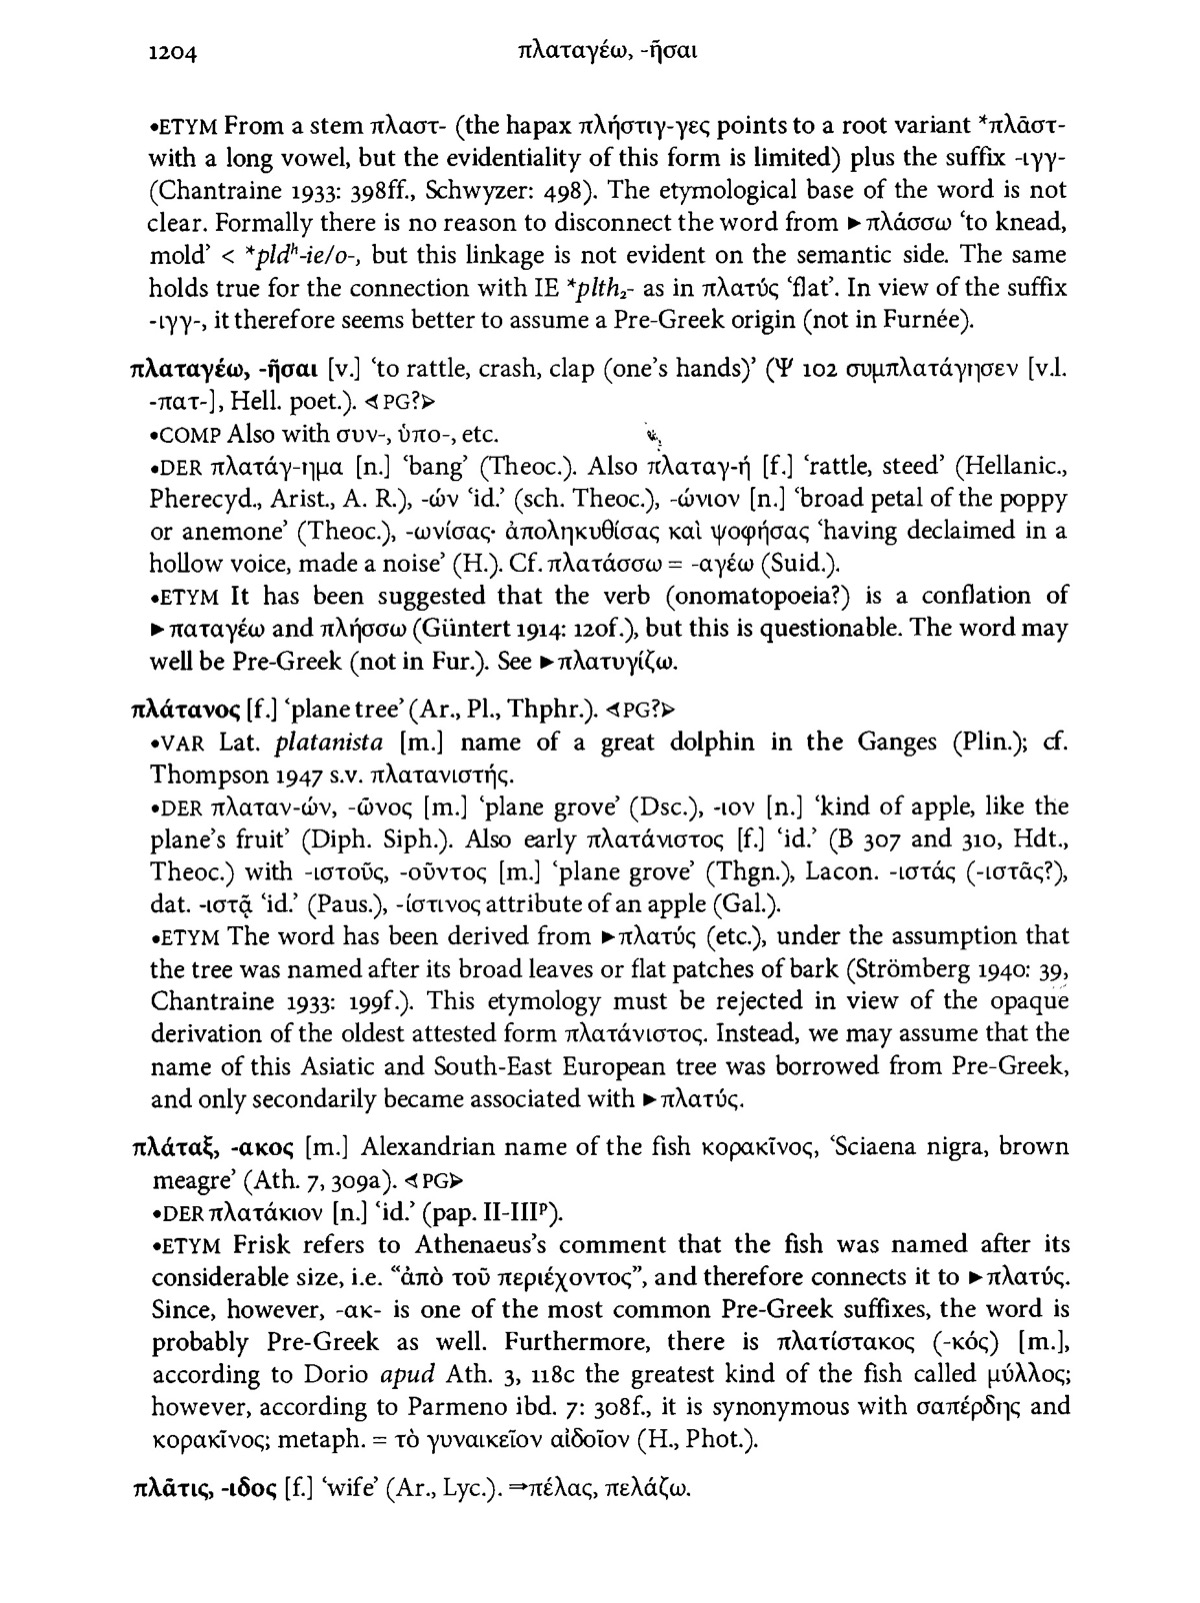 1204 πλαταγέω, -ῆσαι
•ETYM From a stem πλαστ- (the hapax πλήστιγ-γες points to a root variant *πλᾱστ-
with a long vowel, but the evidentiality of this form is limited) plus the suffix -ιγγ-
(Chantraine 1933: 398ff., Schwyzer: 498). The etymological base of the word is not
clear. Formally there is no reason to disconnect the word from ►πλάσσω ‘to knead,
mold’ < *pldʰ-ie/o-, but this linkage is not evident on the semantic side. The same
holds true for the connection with IE *plth₂- as in πλατύς ‘flat’. In view of the suffix
-ιγγ-, it therefore seems better to assume a Pre-Greek origin (not in Furnée).
πλαταγέω, -ῆσαι [v.] ‘to rattle, crash, clap (one’s hands)’ (Ψ 102 συμπλατάγησεν [v.l.
-πατ-], Hell. poet.). ⊲PG?⊳
•COMP Also with συν-, ὑπο-, etc.
•DER πλατάγ-ημα [n.] ‘bang’ (Theoc.). Also πλαταγ-ή [f.] ‘rattle, steed’ (Hellanic.,
Pherecyd., Arist., A. R.), -ών ‘id.’ (sch. Theoc.), -ώνιον [n.] ‘broad petal of the poppy
or anemone’ (Theoc.), -ωνίσας· ἀποληκυθίσας καὶ ψοφήσας ‘having declaimed in a
hollow voice, made a noise’ (H.). Cf. πλατάσσω = -αγέω (Suid.).
•ETYM It has been suggested that the verb (onomatopoeia?) is a conflation of
►παταγέω and πλήσσω (Güntert 1914: 120f.), but this is questionable. The word may
well be Pre-Greek (not in Fur.). See ►πλατυγίζω.
πλάτανος [f.] ‘plane tree’ (Ar., Pl., Thphr.). ⊲PG?⊳
•VAR Lat. platanista [m.] name of a great dolphin in the Ganges (Plin.); cf.
Thompson 1947 s.v. πλατανιστής.
•DER πλαταν-ών, -ῶνος [m.] ‘plane grove’ (Dsc.), -ιον [n.] ‘kind of apple, like the
plane’s fruit’ (Diph. Siph.). Also early πλατάνιστος [f.] ‘id.’ (B 307 and 310, Hdt.,
Theoc.) with -ιστοῦς, -οῦντος [m.] ‘plane grove’ (Thgn.), Lacon. -ιστάς (-ιστᾶς?),
dat. -ιστᾷ ‘id.’ (Paus.), -ίστινος attribute of an apple (Gal.).
•ETYM The word has been derived from ►πλατύς (etc.), under the assumption that
the tree was named after its broad leaves or flat patches of bark (Strömberg 1940: 39,
Chantraine 1933: 199f.). This etymology must be rejected in view of the opaque
derivation of the oldest attested form πλατάνιστος. Instead, we may assume that the
name of this Asiatic and South-East European tree was borrowed from Pre-Greek,
and only secondarily became associated with ►πλατύς.
πλάταξ, -ακος [m.] Alexandrian name of the fish κορακῖνος, ‘Sciaena nigra, brown
meagre’ (Ath. 7, 309a). ⊲PG⊳
•DER πλατάκιον [n.] ‘id.’ (pap. II-IIIᵖ).
•ETYM Frisk refers to Athenaeus’s comment that the fish was named after its
considerable size, i.e. “ἀπὸ τοῦ περιέχοντος”, and therefore connects it to ►πλατύς.
Since, however, -ακ- is one of the most common Pre-Greek suffixes, the word is
probably Pre-Greek as well. Furthermore, there is πλατίστακος (-κός) [m.],
according to Dorio apud Ath. 3, 118c the greatest kind of the fish called μύλλος;
however, according to Parmeno ibd. 7: 308f., it is synonymous with σαπέρδης and
κορακῖνος; metaph. = τὸ γυναικεῖον αἰδοῖον (H., Phot.).
πλᾶτις, -ιδος [f.] ‘wife’ (Ar., Lyc.). ⇒πέλας, πελάζω.